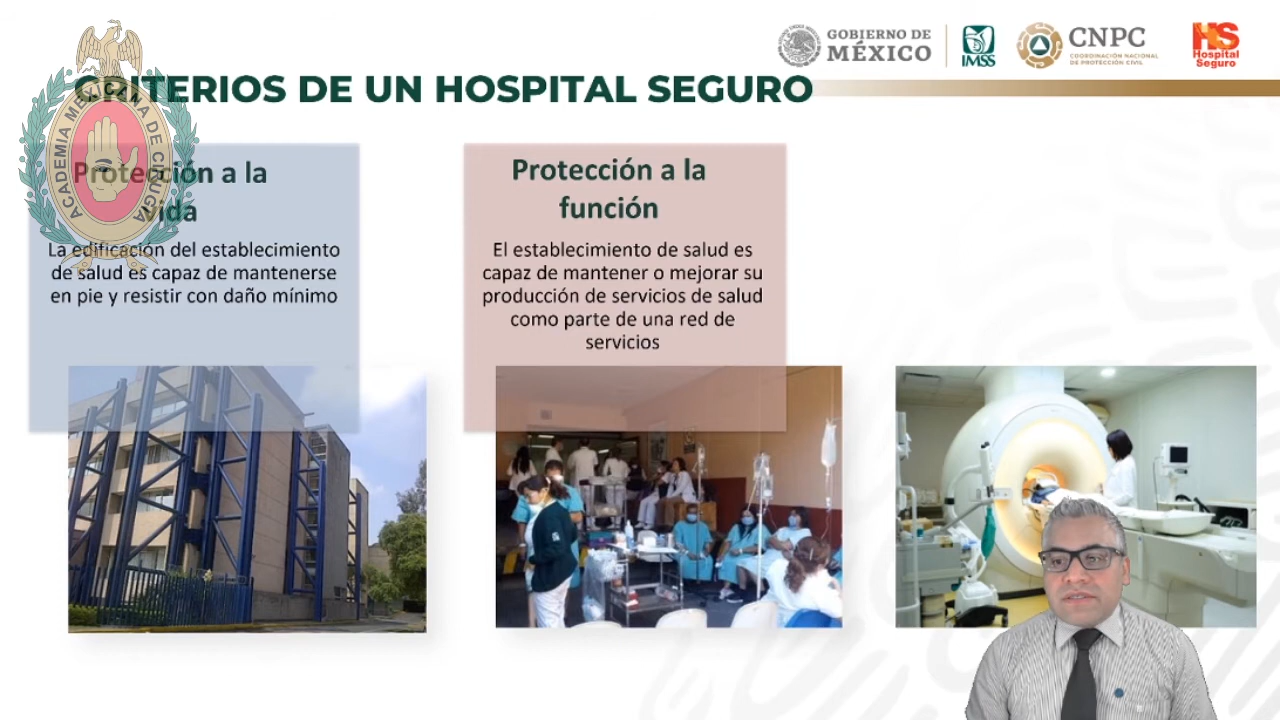 GOBIERNO DE
MÉXICO
IMSS
CNPC
COORDINACIÓN NACIONAL
DE PROTECCIÓN CIVIL
HS
Hospital
Seguro
CRITERIOS DE UN HOSPITAL SEGURO
ACADEMIA MEXICANA DE CIRUGIA
Protección a la
vida
La edificación del establecimiento
de salud es capaz de mantenerse
en pie y resistir con daño mínimo
Protección a la
función
El establecimiento de salud es
capaz de mantener o mejorar su
producción de servicios de salud
como parte de una red de
servicios